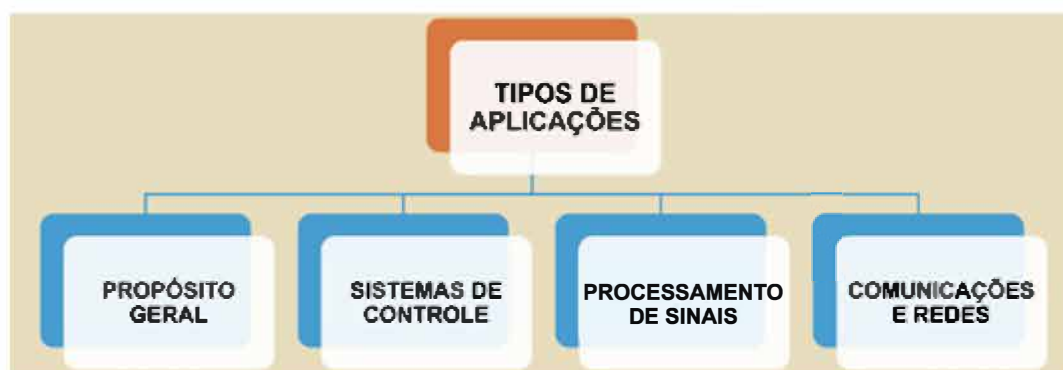 TIPOS DE
APLICAÇÕES
PROPÓSITO
GERAL
SISTEMAS DE
CONTROLE
PROCESSAMENTO
DE SINAIS
COMUNICAÇÕES
E REDES